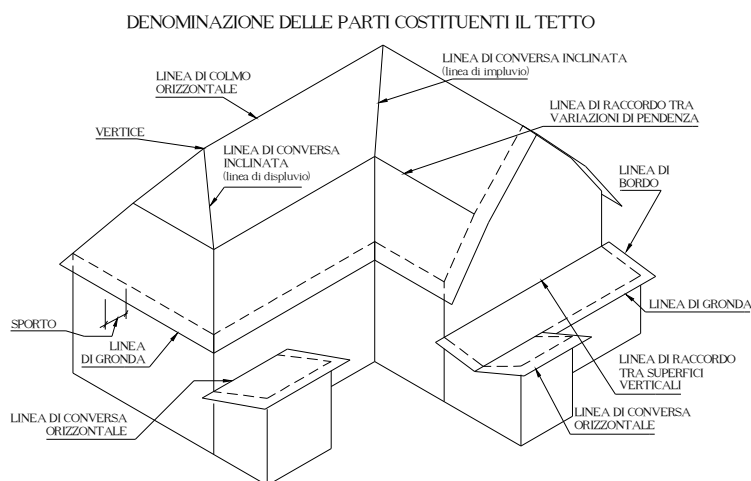 DENOMINAZIONE DELLE PARTI COSTITUENTI IL TETTO
LINEA DI COLMO
ORIZZONTALE
LINEA DI CONVERSA INCLINATA
(linea di impluvio)
LINEA DI RACCORDO TRA
VARIAZIONI DI PENDENZA
VERTICE
LINEA DI CONVERSA
INCLINATA
(linea di displuvio)
LINEA DI
BORDO
LINEA DI GRONDA
SPORTO
LINEA
DI GRONDA
LINEA DI RACCORDO
TRA SUPERFICI
VERTICALI
LINEA DI CONVERSA
ORIZZONTALE
LINEA DI CONVERSA
ORIZZONTALE